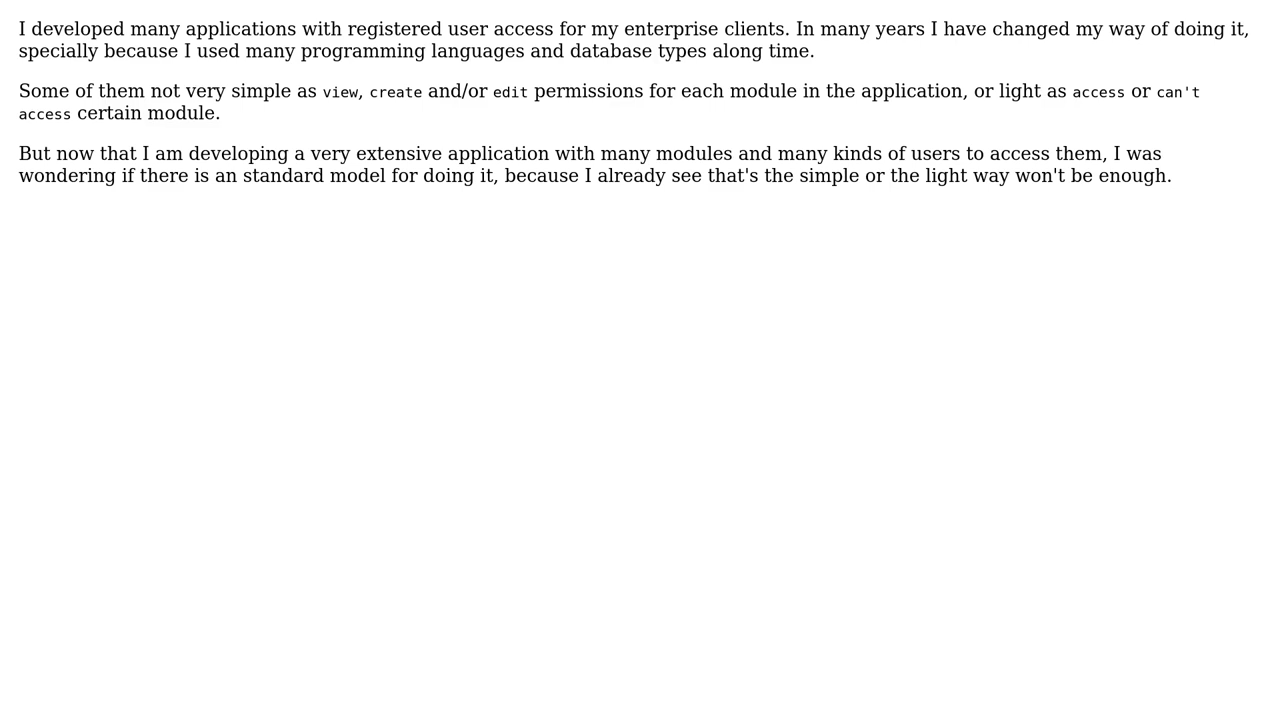 I developed many applications with registered user access for my enterprise clients. In many years I have changed my way of doing it,
specially because I used many programming languages and database types along time.
Some of them not very simple as view, create and/or edit permissions for each module in the application, or light as access or can't
access certain module.
But now that I am developing a very extensive application with many modules and many kinds of users to access them, I was
wondering if there is an standard model for doing it, because I already see that's the simple or the light way won't be enough.